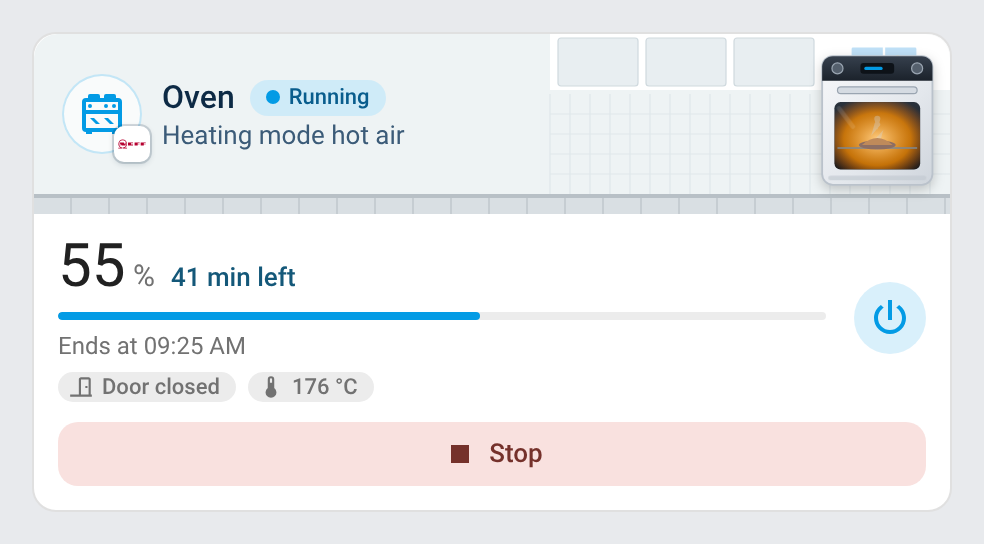 Oven
Running
Heating mode hot air
55 % 41 min left
Ends at 09:25 AM
Door closed
176 °C
Stop